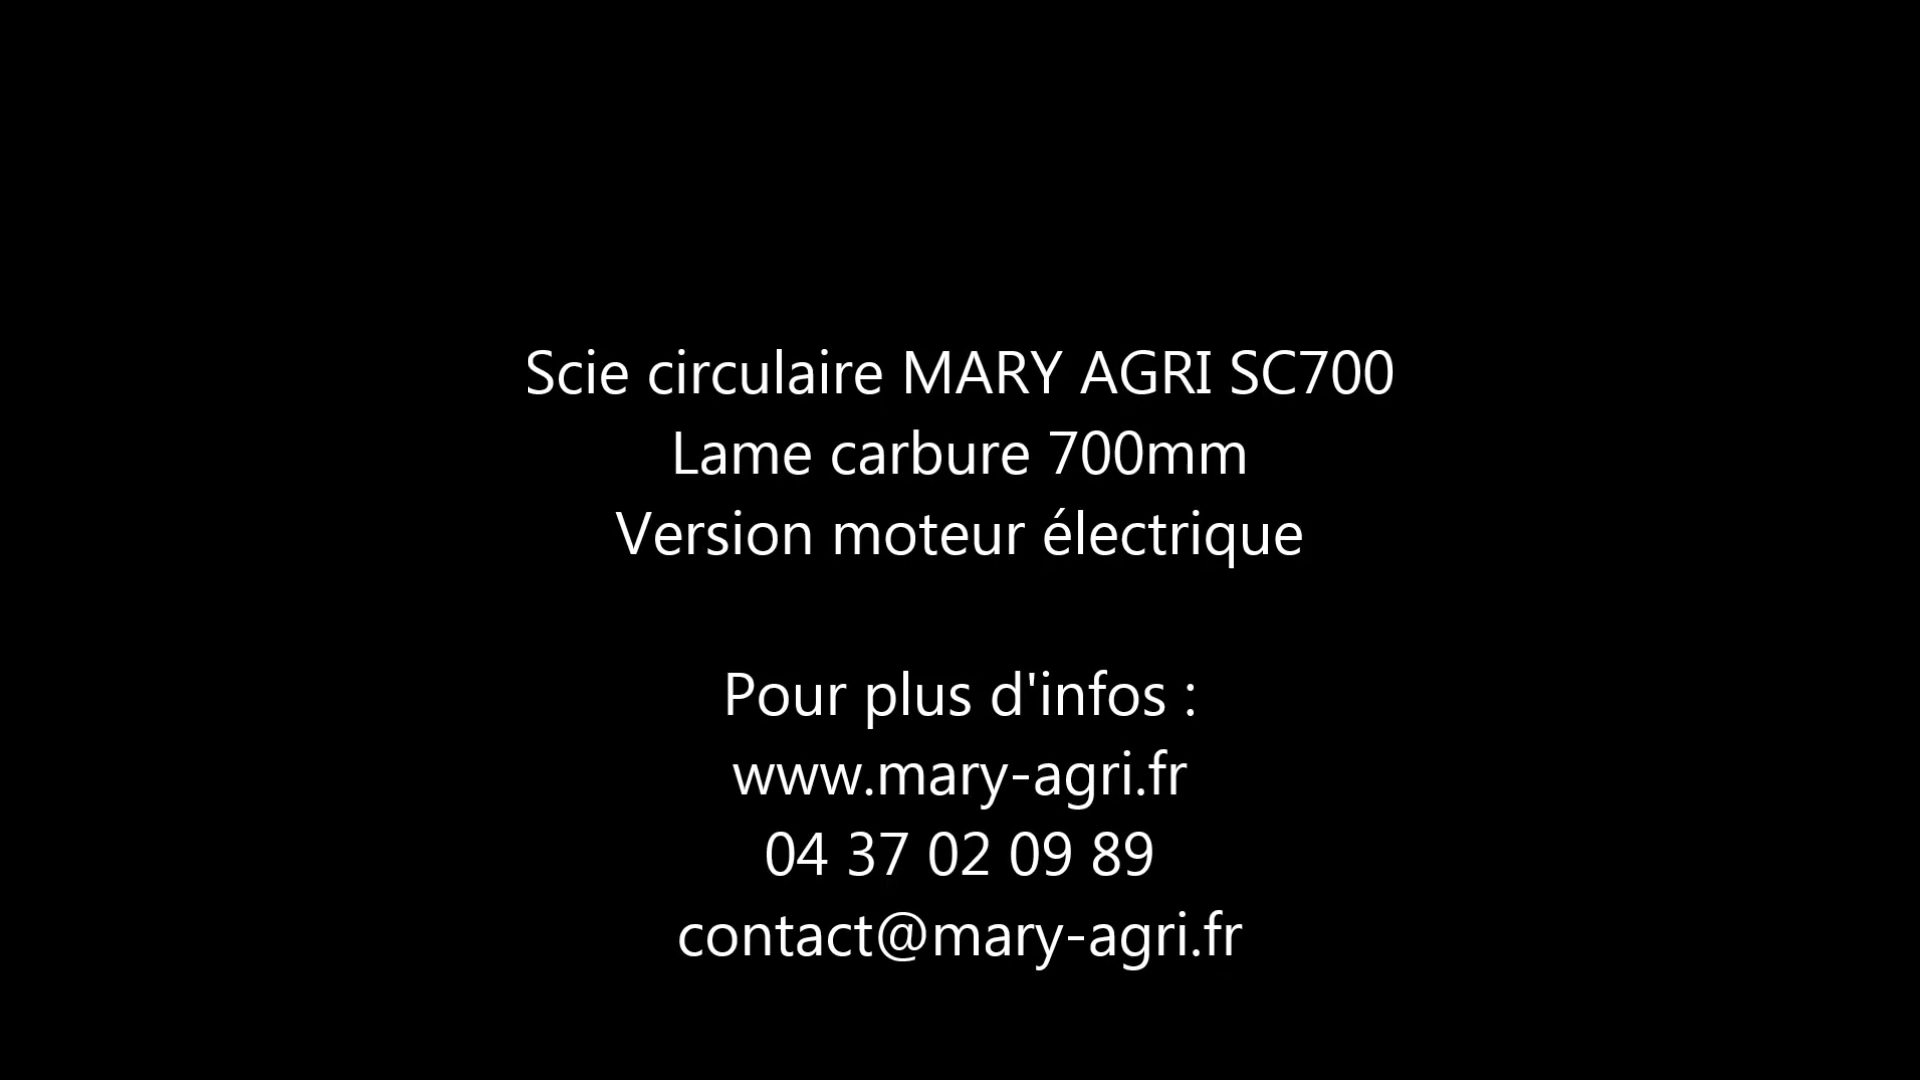 Scie circulaire MARY AGRI SC700
Lame carbure 700mm
Version moteur électrique
Pour plus d'infos :
www.mary-agri.fr
04 37 02 09 89
contact@mary-agri.fr